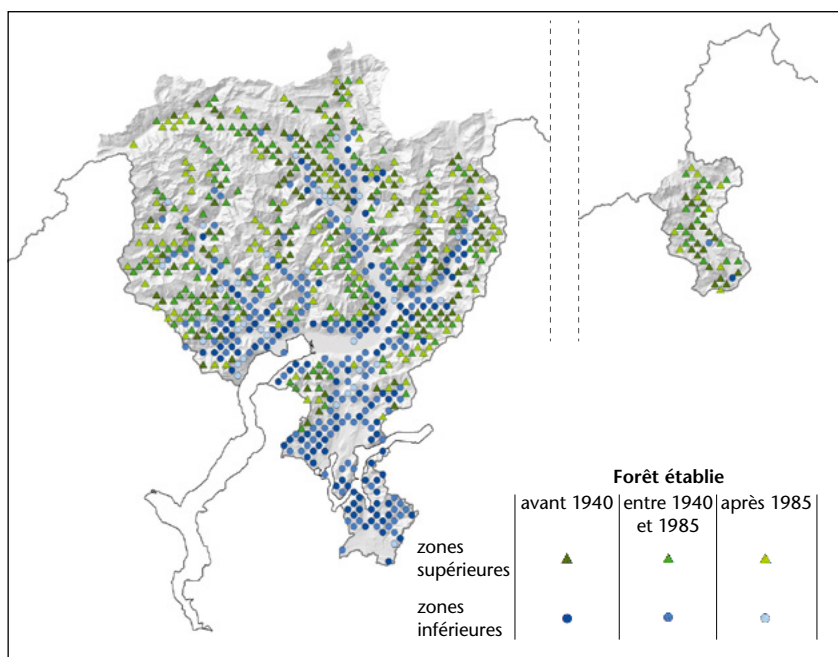 Forêt établie
avant 1940
entre 1940
et 1985
après 1985
zones
supérieures
zones
inférieures